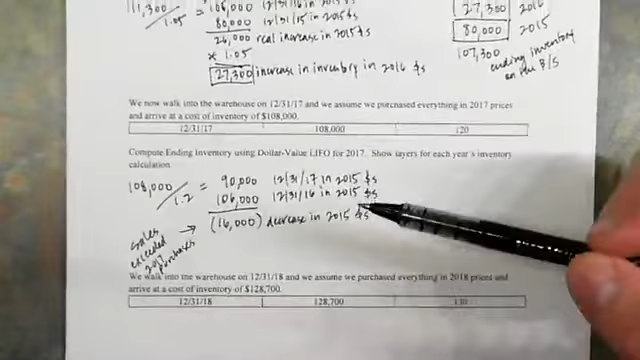 111,300 / 1.05 = 106,000 12/31/16 in 2015 $s
80,000 12/31/15 in 2015 $s
26,000 real increase in 2015 $s
* 1.05
27,300 increase in inventory in 2016 $s
27,300 2016
80,000 2015
107,300 ending inventory on the B/S
We now walk into the warehouse on 12/31/17 and we assume we purchased everything in 2017 prices
and arrive at a cost of inventory of $108,000.
12/31/17 108,000 120
Compute Ending Inventory using Dollar-Value LIFO for 2017. Show layers for each year's inventory
calculation.
108,000 / 1.2 = 90,000 12/31/17 in 2015 $s
106,000 12/31/16 in 2015 $s
(16,000) decrease in 2015 $s
Sales exceeded 2017 purchases →
We walk into the warehouse on 12/31/18 and we assume we purchased everything in 2018 prices and
arrive at a cost of inventory of $128,700.
12/31/18 128,700 130